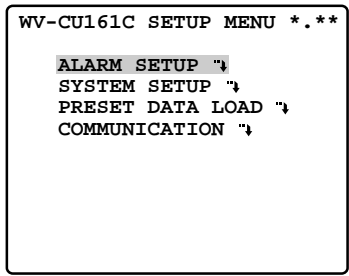 WV-CU161C SETUP MENU *.**
ALARM SETUP
SYSTEM SETUP
PRESET DATA LOAD
COMMUNICATION